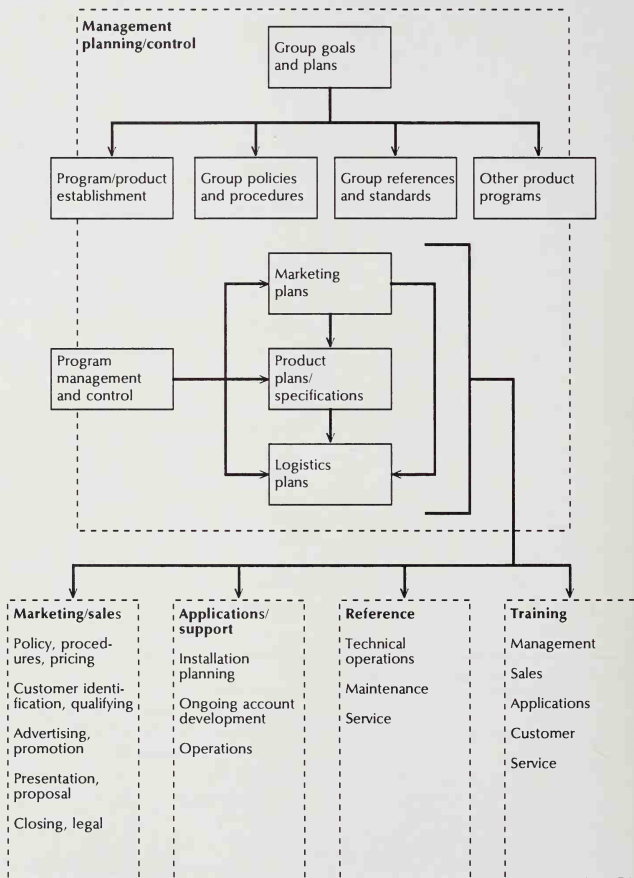 Management
planning/control
Group goals
and plans
Program/product
establishment
Group policies
and procedures
Group references
and standards
Other product
programs
Marketing
plans
Program
management
and control
Product
plans/
specifications
Logistics
plans
Marketing/sales
Policy, proced-
ures, pricing
Customer identi-
fication, qualifying
Advertising,
promotion
Presentation,
proposal
Closing, legal
Applications/
support
Installation
planning
Ongoing account
development
Operations
Reference
Technical
operations
Maintenance
Service
Training
Management
Sales
Applications
Customer
Service